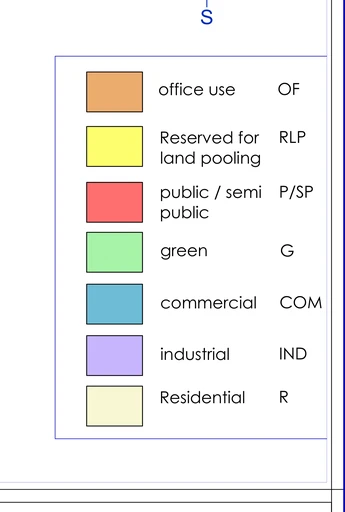 S
office use OF
Reserved for RLP
land pooling
public / semi P/SP
public
green G
commercial COM
industrial IND
Residential R